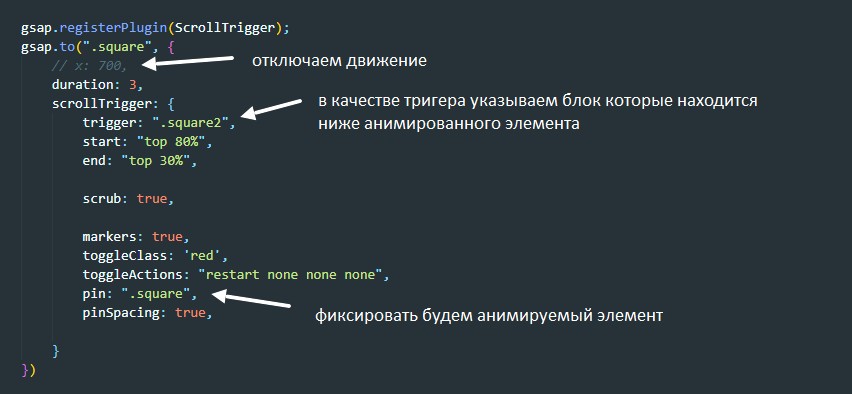 gsap.registerPlugin(ScrollTrigger);
gsap.to(".square", {
// x: 700,
отключаем движение
duration: 3,
scrollTrigger: {
в качестве тригера указываем блок которые находится
ниже анимированного элемента
trigger: ".square2",
start: "top 80%",
end: "top 30%",
scrub: true,
markers: true,
toggleClass: 'red',
toggleActions: "restart none none none",
pin: ".square",
pinSpacing: true,
фиксировать будем анимируемый элемент
}
})